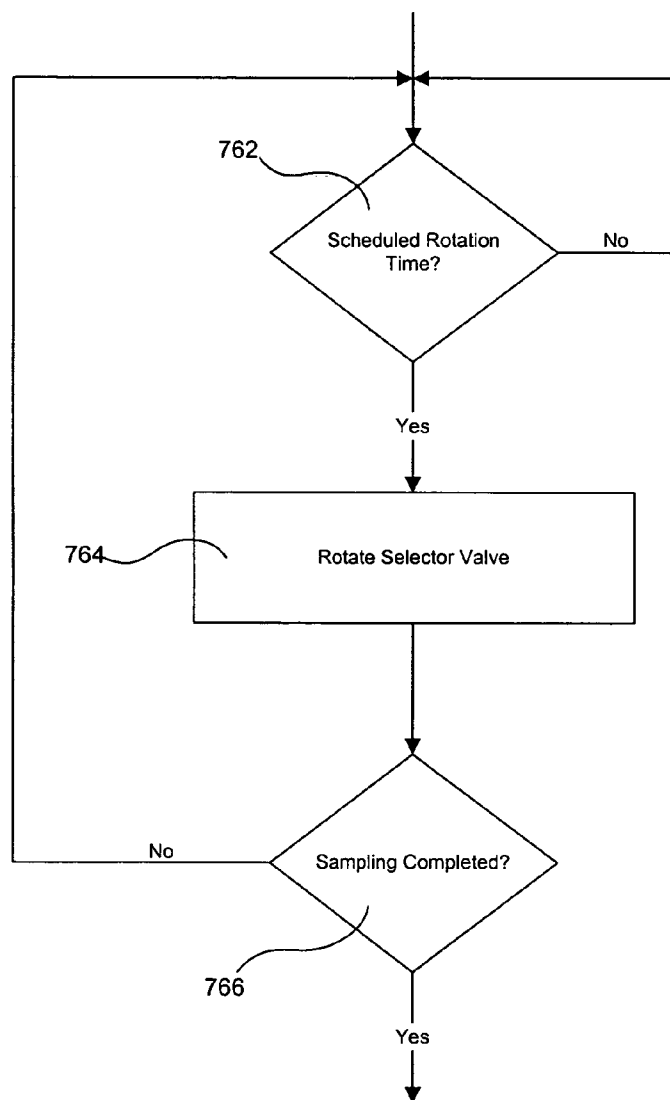 762
Scheduled Rotation
Time?
No
Yes
764
Rotate Selector Valve
No
Sampling Completed?
766
Yes